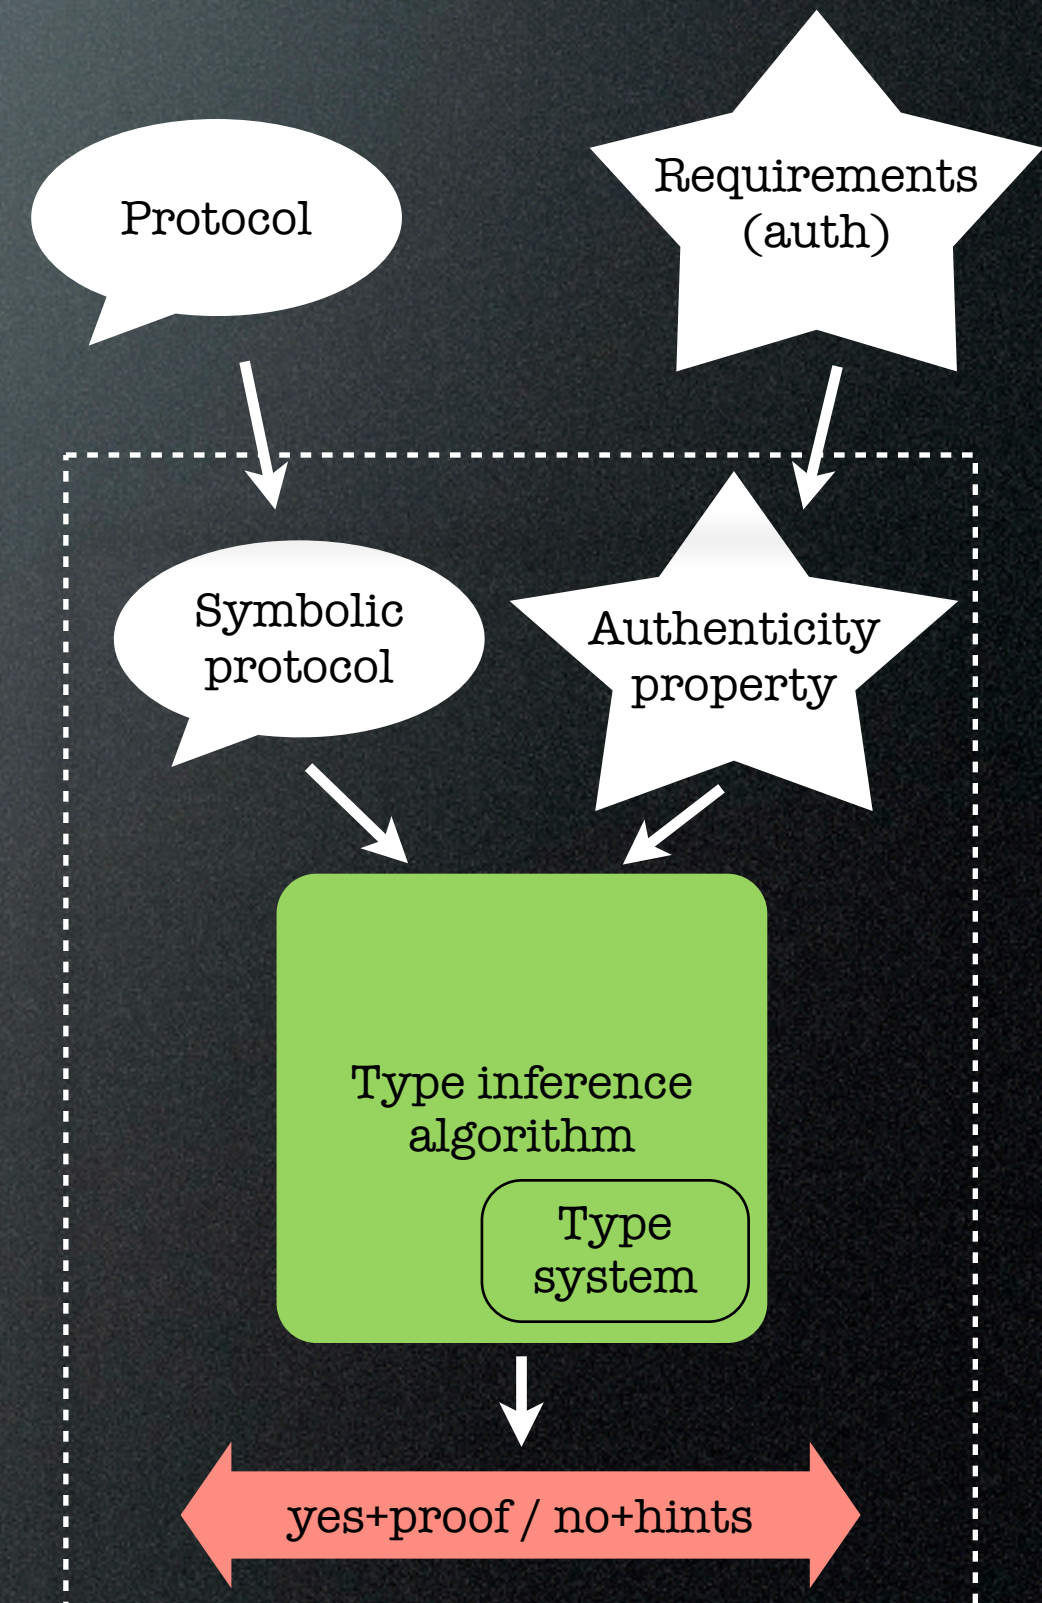 Protocol
Requirements
(auth)
Symbolic
protocol
Authenticity
property
Type inference
algorithm
Type
system
yes+proof / no+hints